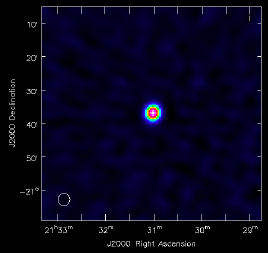 10'
20'
30'
40'
50'
-21°
21ʰ33ᵐ
32ᵐ
31ᵐ
30ᵐ
29ᵐ
J2000 Declination
J2000 Right Ascension